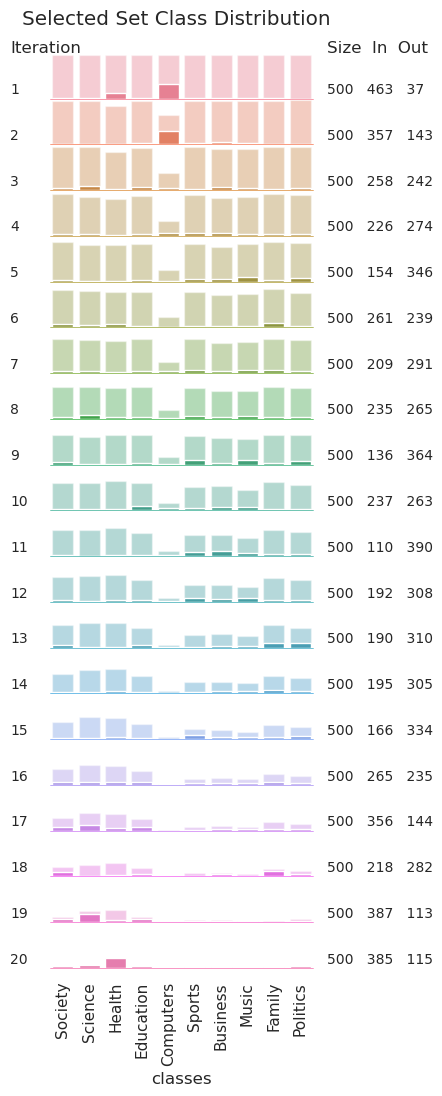 Selected Set Class Distribution
Iteration Size In Out
1 500 463 37
2 500 357 143
3 500 258 242
4 500 226 274
5 500 154 346
6 500 261 239
7 500 209 291
8 500 235 265
9 500 136 364
10 500 237 263
11 500 110 390
12 500 192 308
13 500 190 310
14 500 195 305
15 500 166 334
16 500 265 235
17 500 356 144
18 500 218 282
19 500 387 113
20 500 385 115
Society
Science
Health
Education
Computers
Sports
Business
Music
Family
Politics
classes